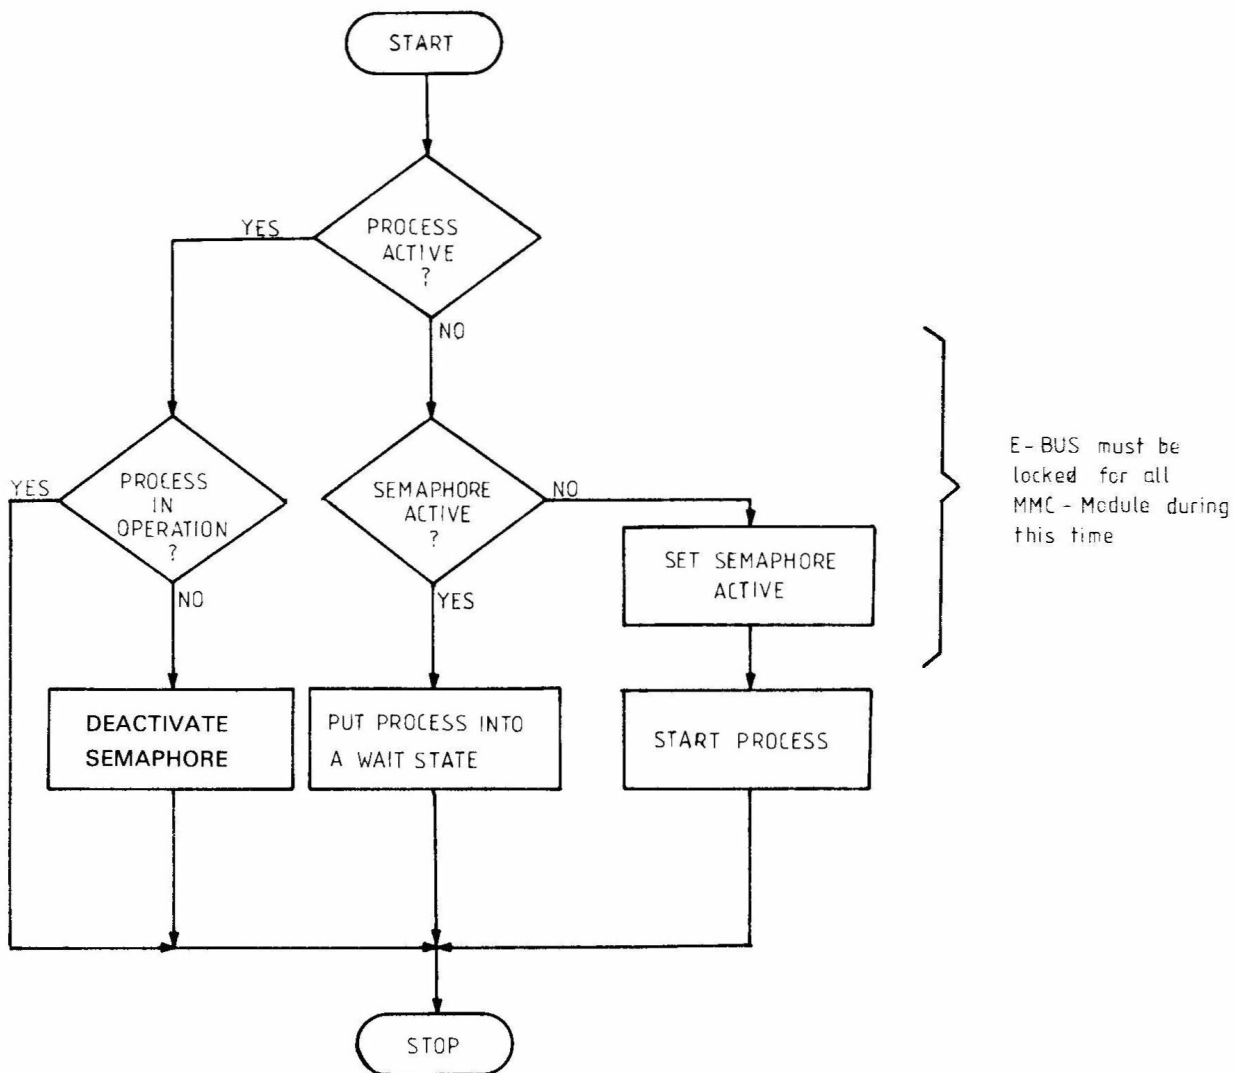 START
YES
PROCESS
ACTIVE
?
NO
YES
PROCESS
IN
OPERATION
?
NO
SEMAPHORE
ACTIVE
?
NO
YES
SET SEMAPHORE
ACTIVE
E-BUS must be
locked for all
MMC-Module during
this time
DEACTIVATE
SEMAPHORE
PUT PROCESS INTO
A WAIT STATE
START PROCESS
STOP